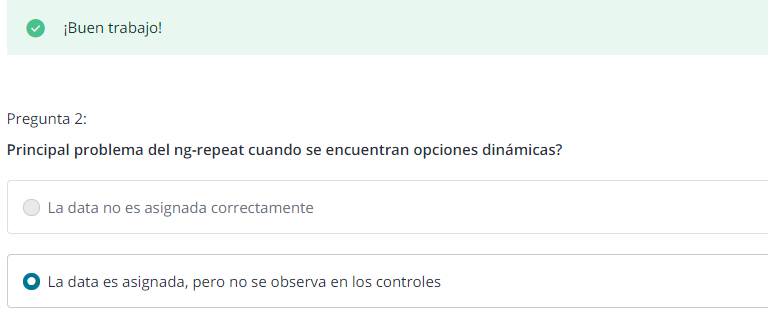 ¡Buen trabajo!
Pregunta 2:
Principal problema del ng-repeat cuando se encuentran opciones dinámicas?
La data no es asignada correctamente
La data es asignada, pero no se observa en los controles